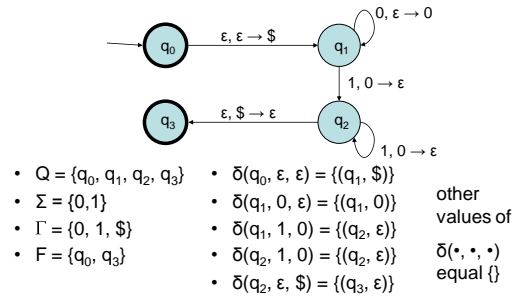 0, ε → 0
q0
ε, ε → $
q1
1, 0 → ε
q3
ε, $ → ε
q2
1, 0 → ε
• Q = {q0, q1, q2, q3}
• Σ = {0,1}
• Γ = {0, 1, $}
• F = {q0, q3}
• δ(q0, ε, ε) = {(q1, $)}
• δ(q1, 0, ε) = {(q1, 0)}
• δ(q1, 1, 0) = {(q2, ε)}
• δ(q2, 1, 0) = {(q2, ε)}
• δ(q2, ε, $) = {(q3, ε)}
other
values of
δ(•, •, •)
equal {}